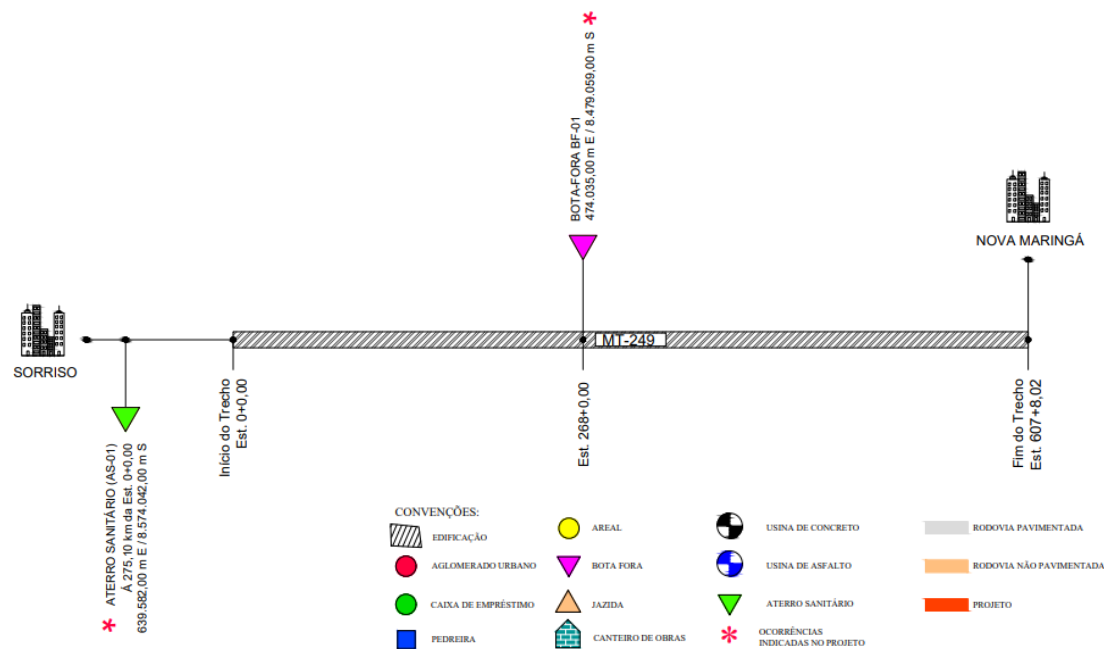 BOTA-FORA BF-01
474.035,00 m E / 8.479.059,00 m S *
NOVA MARINGÁ
SORRISO
MT-249
* ATERRO SANITÁRIO (AS-01)
Á 275,10 km da Est. 0+0,00
639.582,00 m E / 8.574.042,00 m S
Início do Trecho
Est. 0+0,00
Est. 268+0,00
Fim do Trecho
Est. 607+8,02
CONVENÇÕES:
EDIFICAÇÃO
AREAL
USINA DE CONCRETO
RODOVIA PAVIMENTADA
AGLOMERADO URBANO
BOTA FORA
USINA DE ASFALTO
RODOVIA NÃO PAVIMENTADA
CAIXA DE EMPRÉSTIMO
JAZIDA
ATERRO SANITÁRIO
PROJETO
PEDREIRA
CANTEIRO DE OBRAS
* OCORRÊNCIAS
INDICADAS NO PROJETO